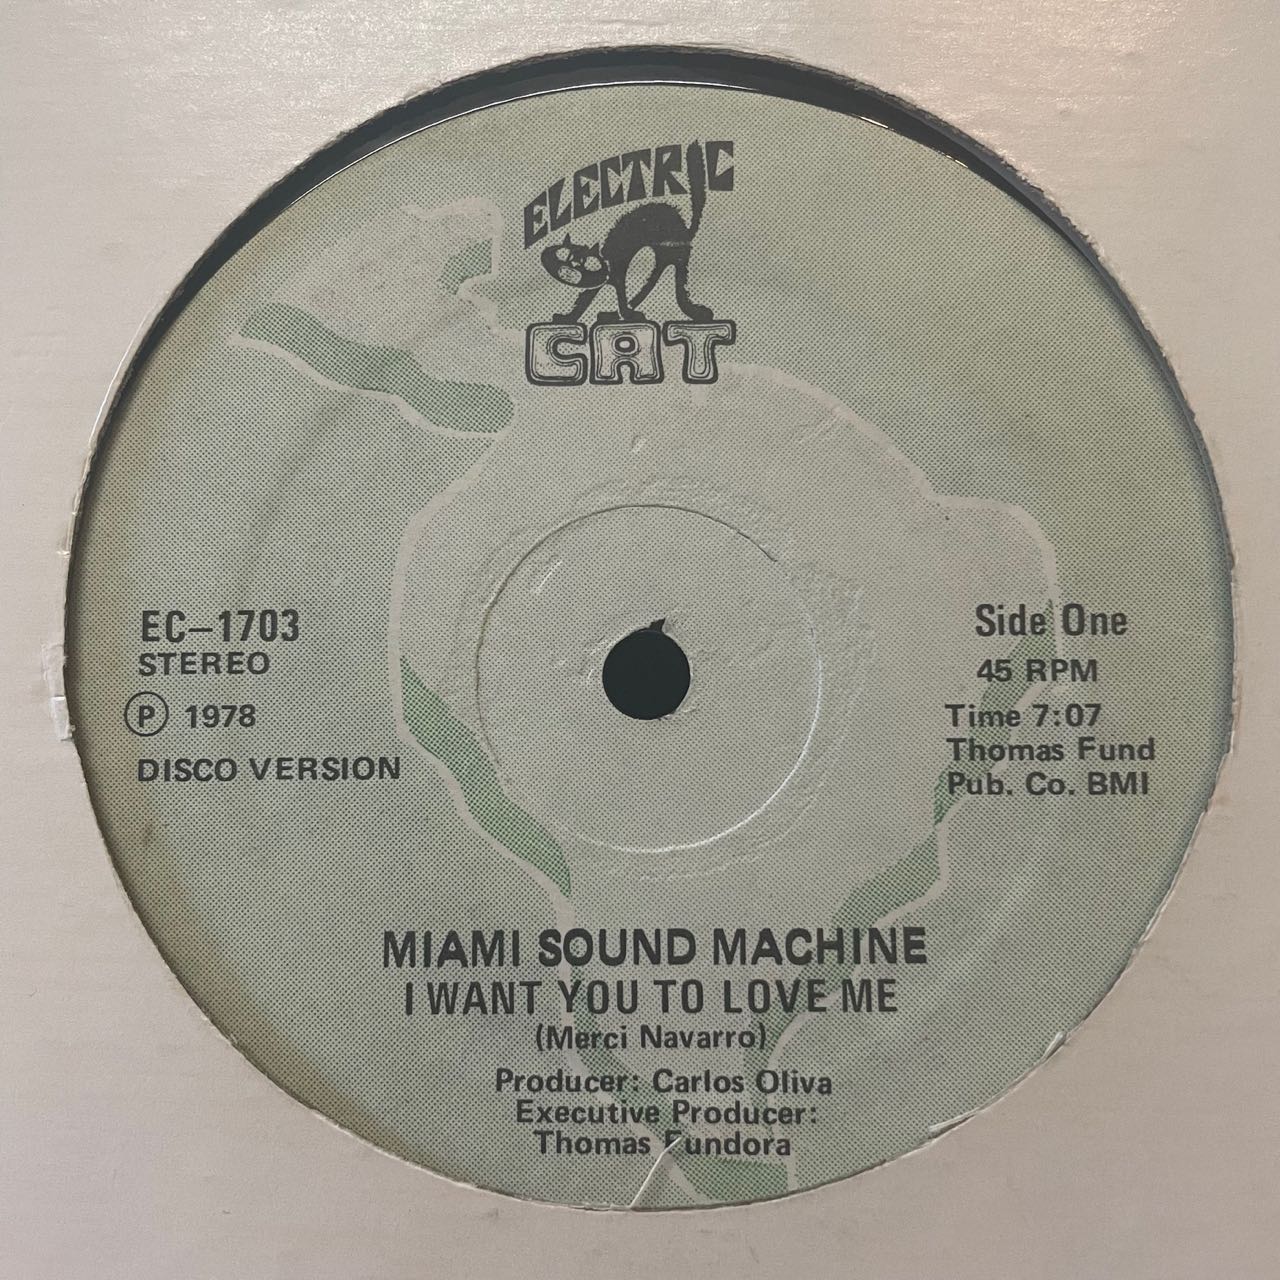 ELECTRIC
CAT
EC–1703
STEREO
Ⓟ 1978
DISCO VERSION
Side One
45 RPM
Time 7:07
Thomas Fund
Pub. Co. BMI
MIAMI SOUND MACHINE
I WANT YOU TO LOVE ME
(Merci Navarro)
Producer: Carlos Oliva
Executive Producer:
Thomas Fundora